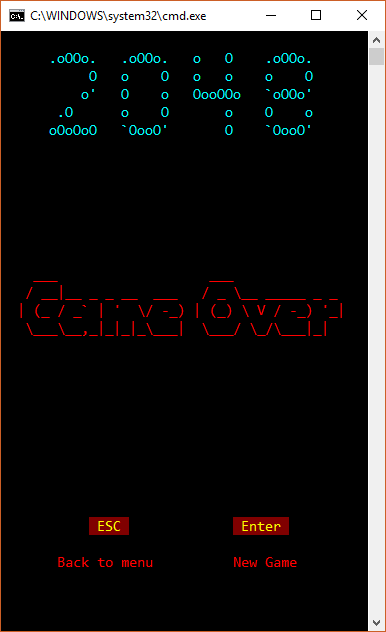 C:\WINDOWS\system32\cmd.exe
2048
Game Over
ESC Enter
Back to menu New Game